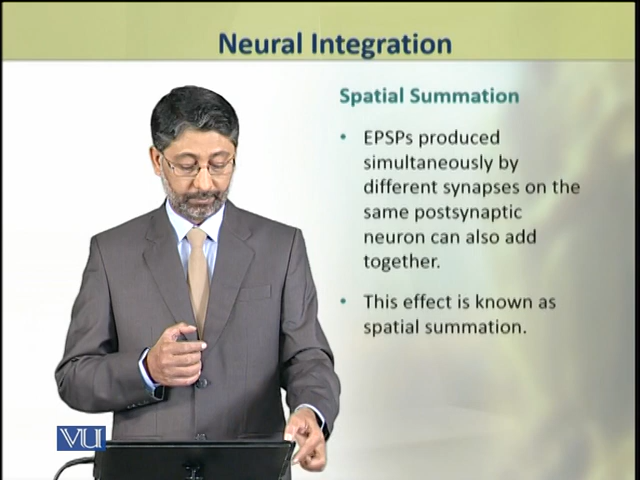 Neural Integration
Spatial Summation
• EPSPs produced
simultaneously by
different synapses on the
same postsynaptic
neuron can also add
together.
• This effect is known as
spatial summation.
VU